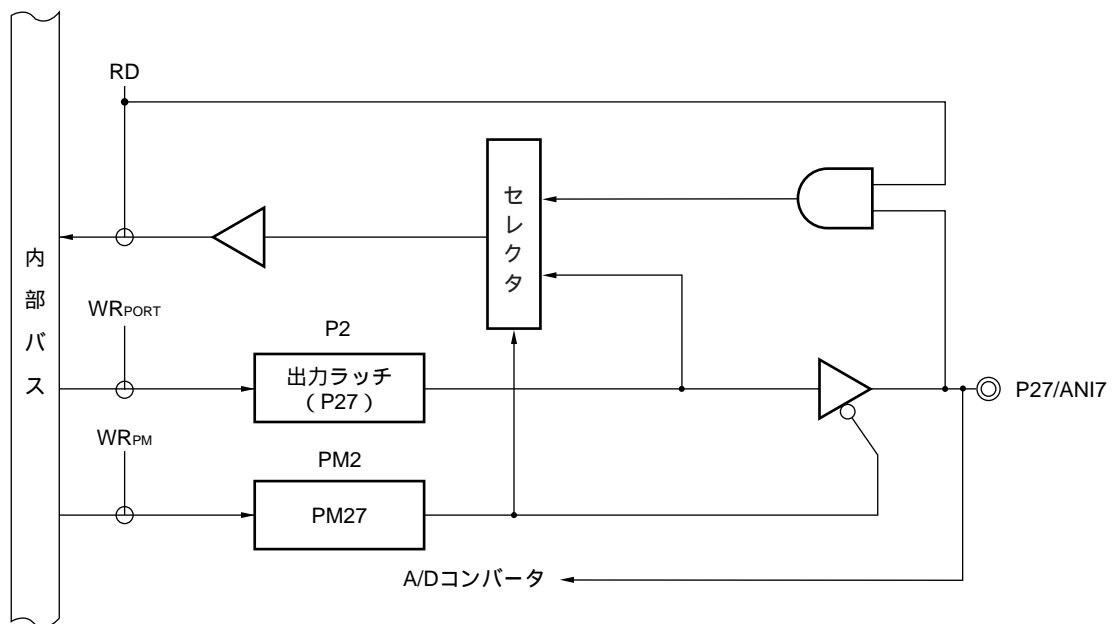 RD
セレクタ
内部バス
WRPORT
P2
出力ラッチ
(P27)
P27/ANI7
WRPM
PM2
PM27
A/Dコンバータ